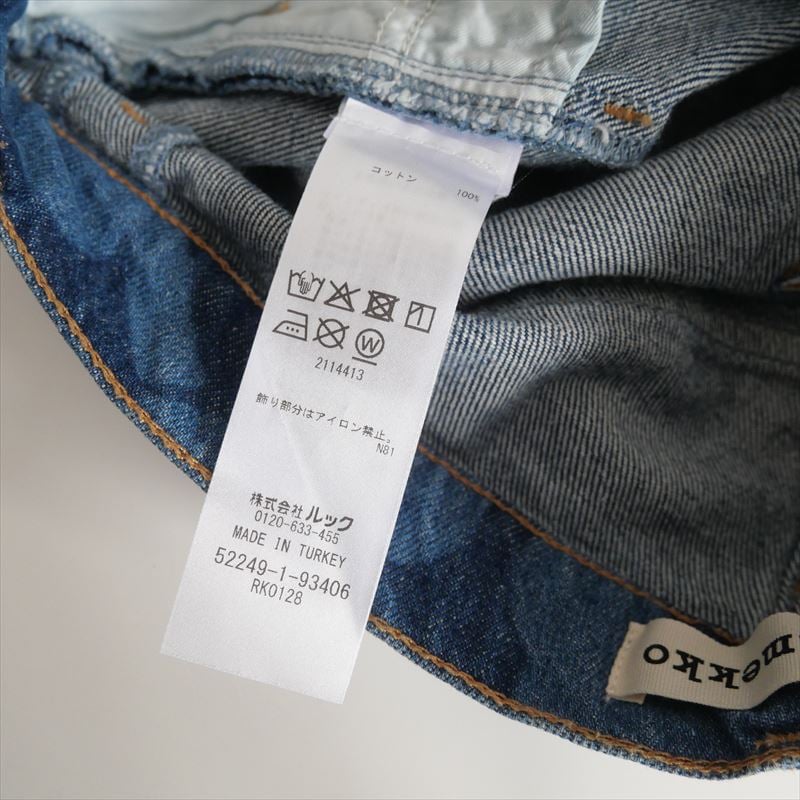 コットン 100%
2114413
飾り部分はアイロン禁止。
N81
株式会社ルック
0120-633-455
MADE IN TURKEY
52249-1-93406
RK0128
mekko